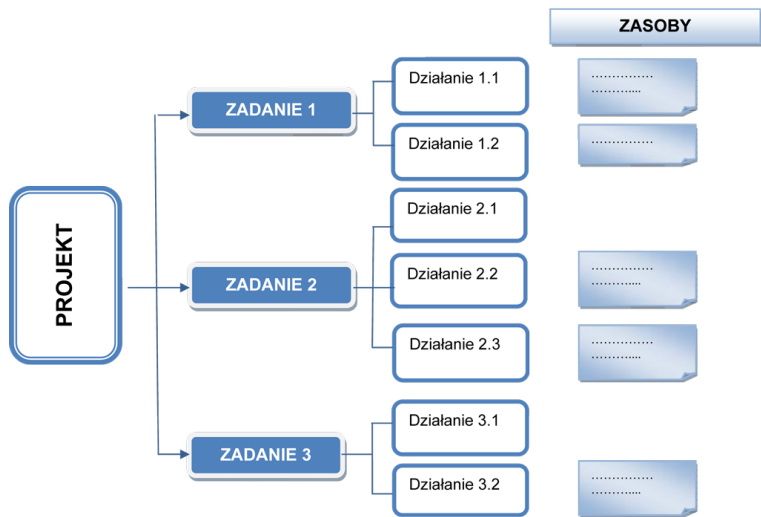 ZASOBY
Działanie 1.1
……………
………....
ZADANIE 1
Działanie 1.2
……………
Działanie 2.1
PROJEKT
ZADANIE 2
Działanie 2.2
……………
………....
Działanie 2.3
……………
………....
Działanie 3.1
ZADANIE 3
Działanie 3.2
……………
………....